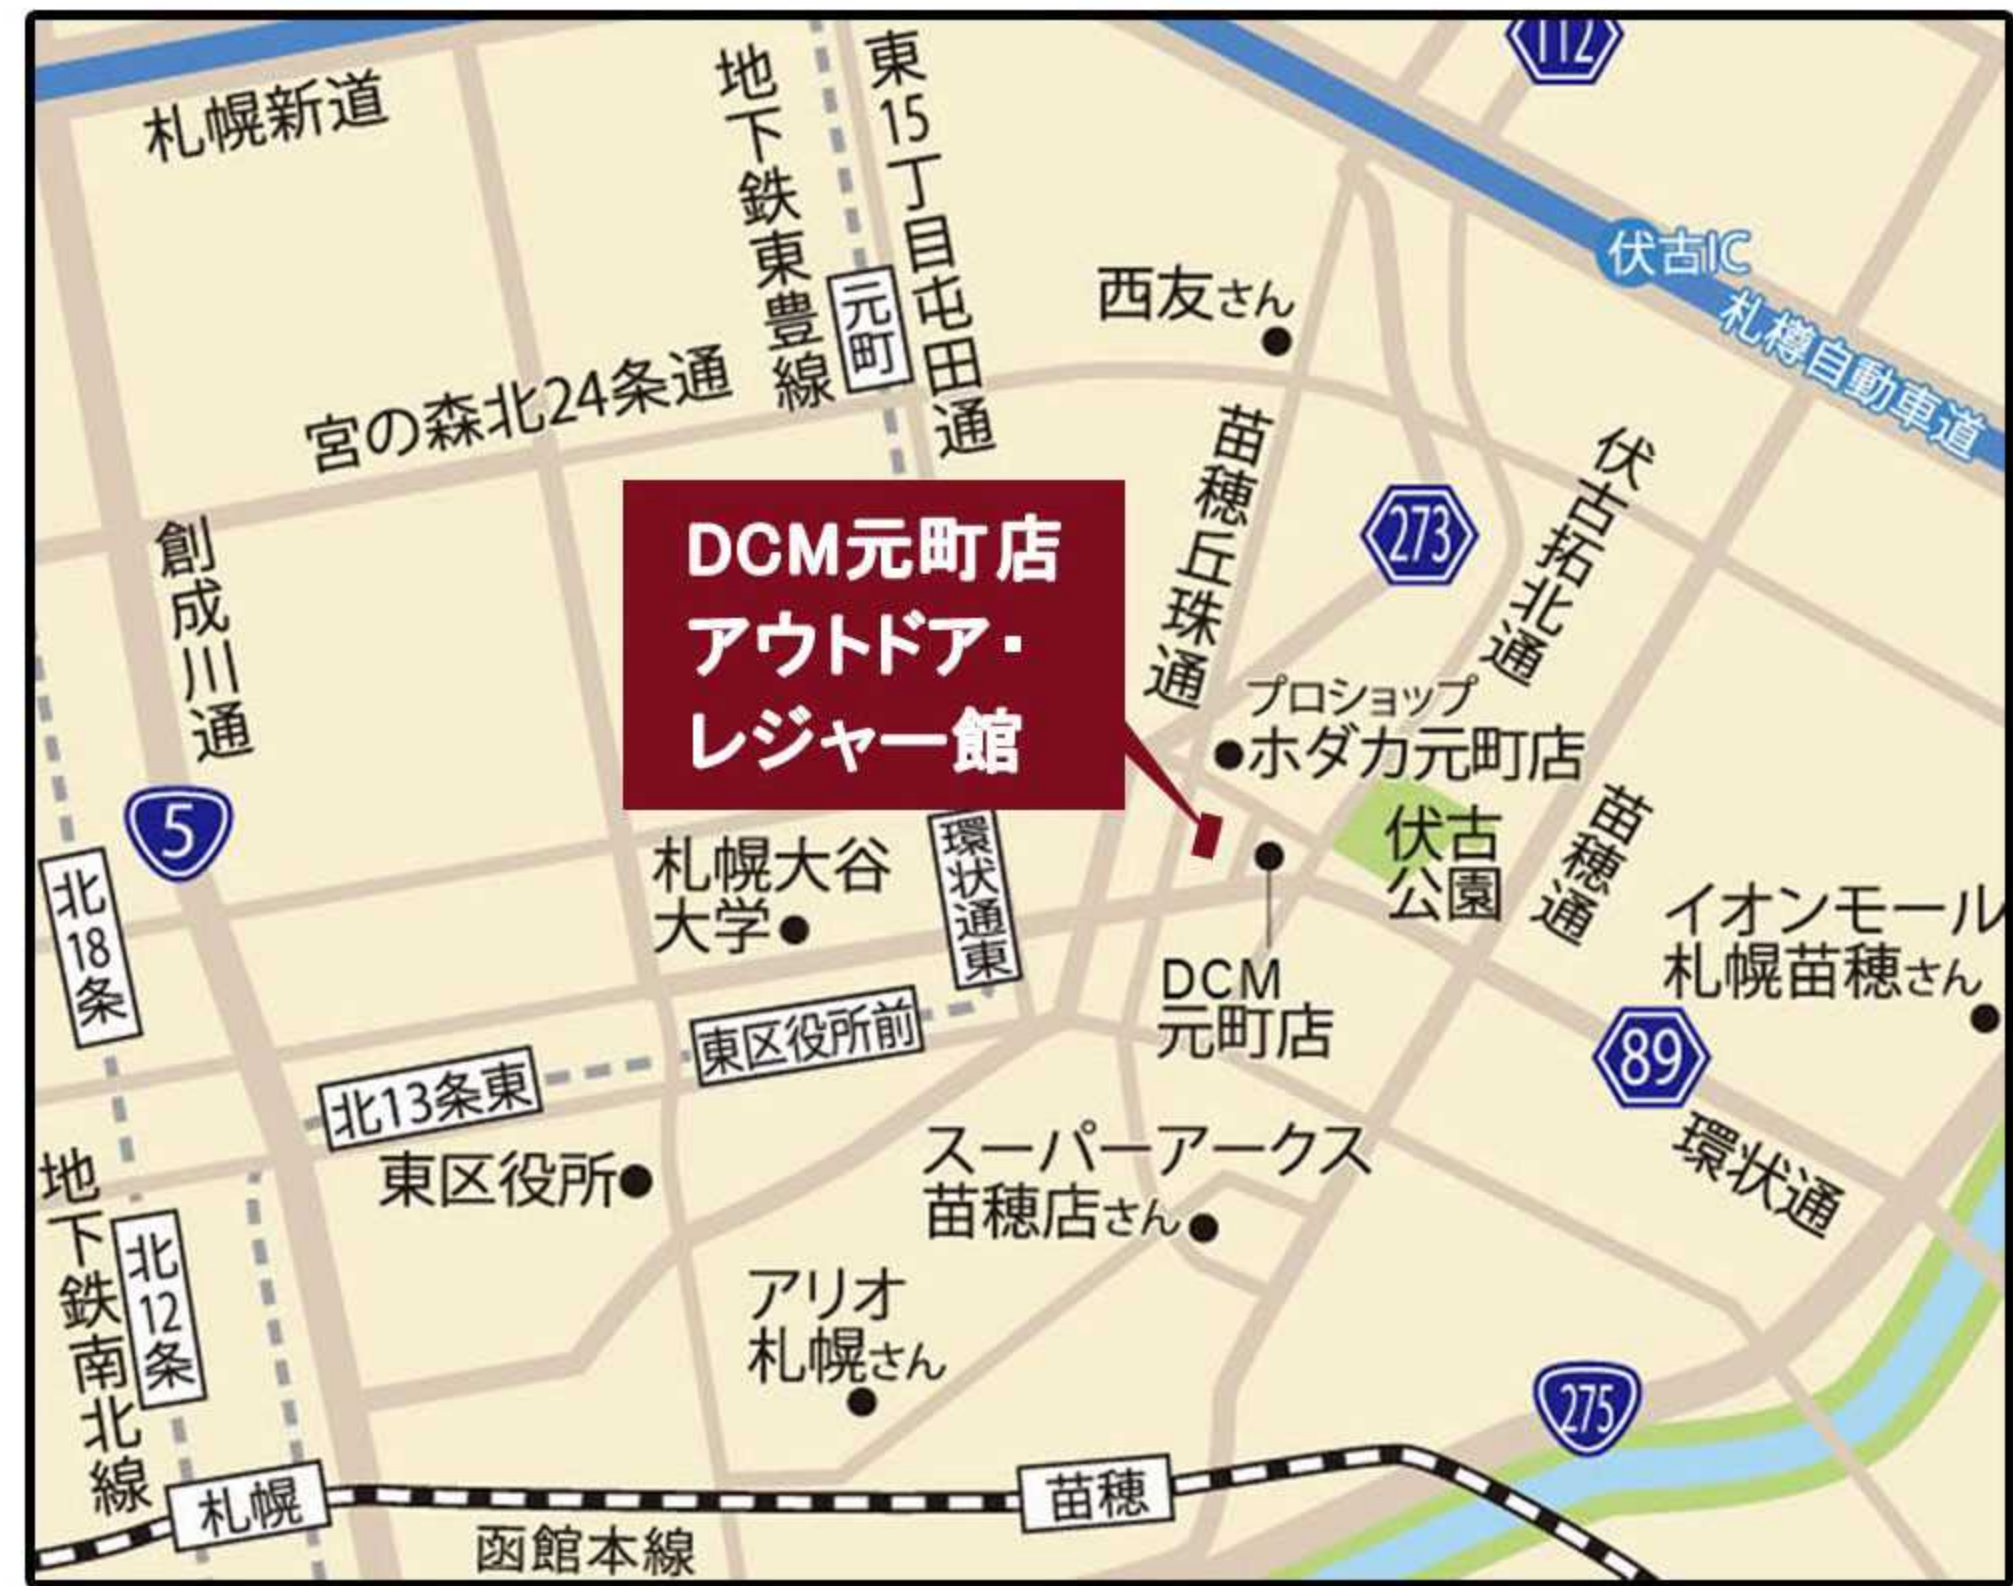 112
札幌新道
地下鉄東豊線
東15丁目屯田通
元町
伏古IC
札樽自動車道
西友さん
宮の森北24条通
苗穂丘珠通
273
伏古拓北通
創成川通
DCM元町店
アウトドア・
レジャー館
プロショップ
ホダカ元町店
5
北18条
札幌大谷
大学
環状通東
伏古
公園
苗穂通
イオンモール
札幌苗穂さん
DCM
元町店
89
東区役所前
北13条東
東区役所
スーパーアークス
苗穂店さん
環状通
地下鉄南北線
北12条
アリオ
札幌さん
275
札幌
苗穂
函館本線